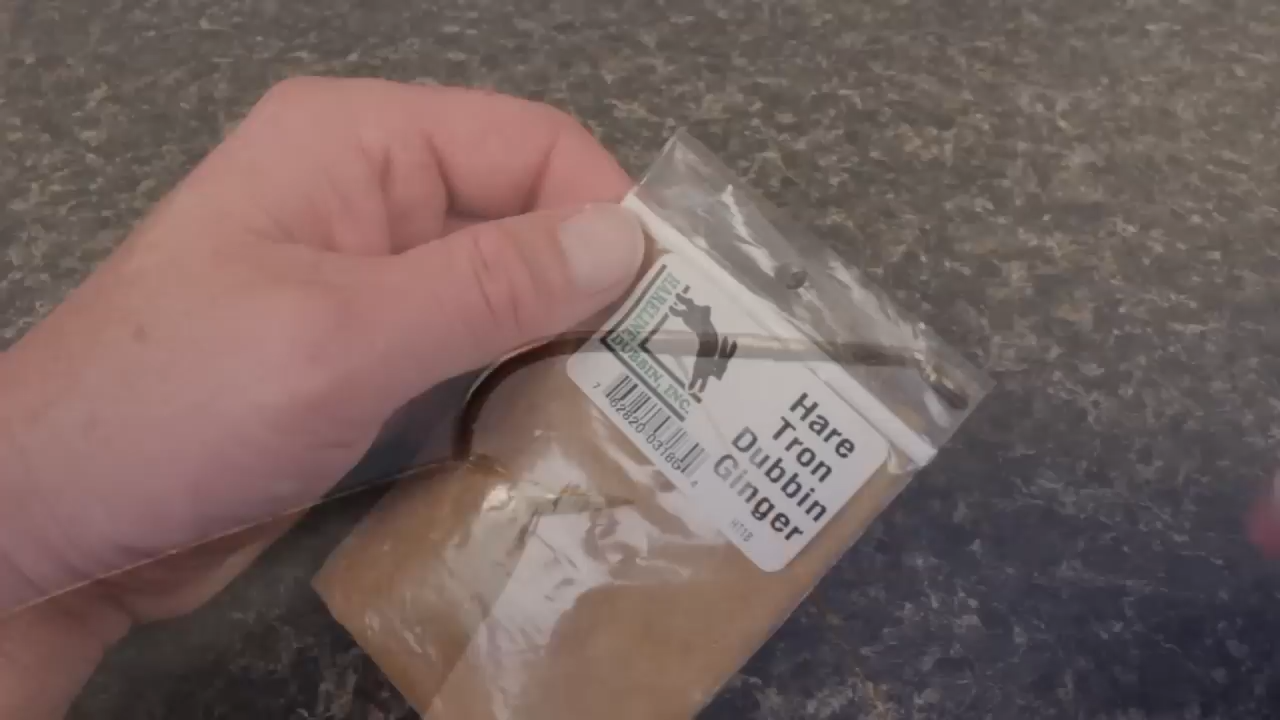 HARELINE
DUBBIN, INC.
Hare
Tron
Dubbin
Ginger